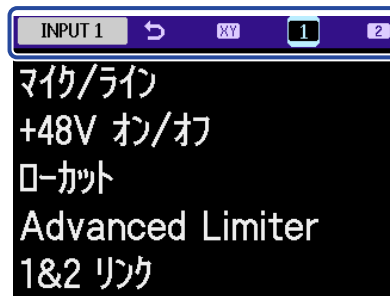 INPUT 1 XY 1 2
マイク/ライン
+48V オン/オフ
ローカット
Advanced Limiter
1&2 リンク